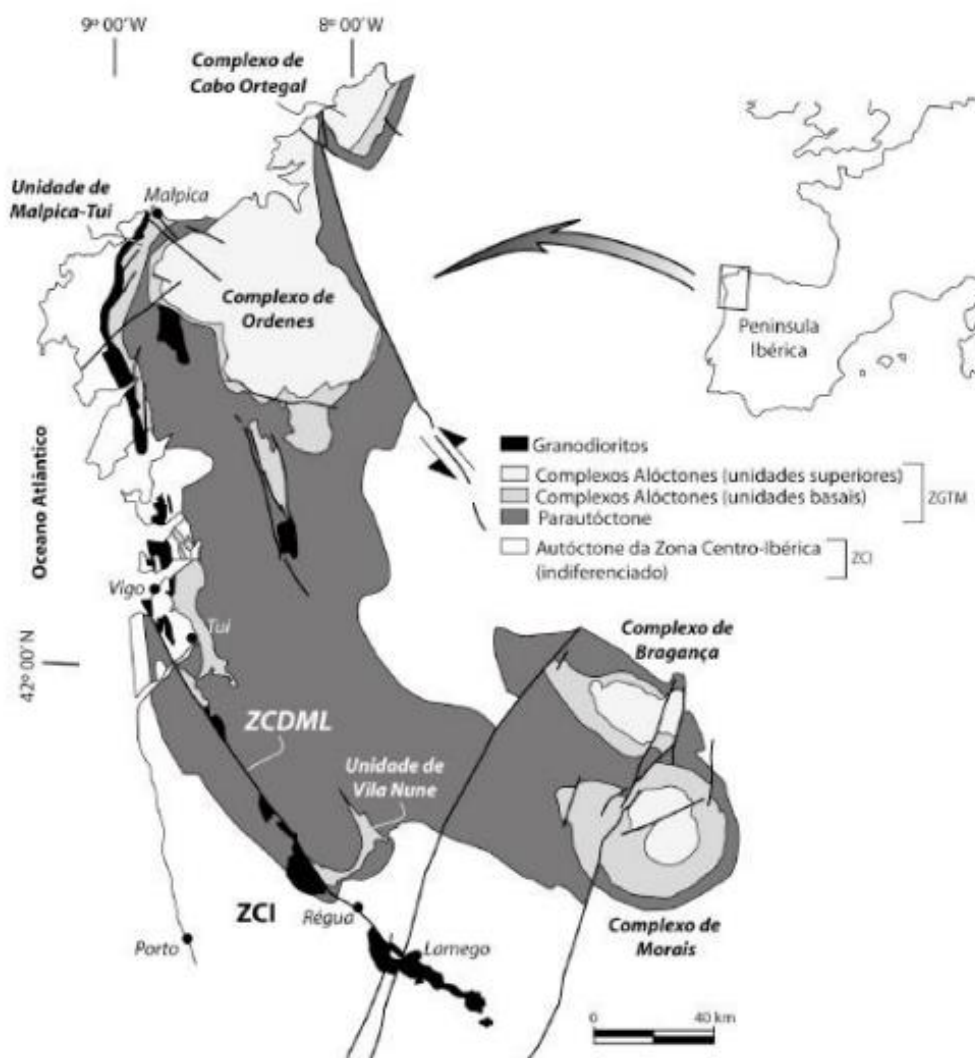 9º 00'W
8º 00'W
Complexo de
Cabo Ortegal
Unidade de
Malpica-Tui
Malpica
Complexo de
Ordenes
Peninsula
Ibérica
Granodioritos
Complexos Alóctones (unidades superiores)
Complexos Alóctones (unidades basais)
Parautóctone
ZGTM
Autóctone da Zona Centro-Ibérica
(indiferenciado)
ZCI
Oceano Atlântico
Vigo
Tui
42º 00'N
Complexo de
Bragança
ZCDML
Unidade de
Vila Nune
ZCI
Régua
Porto
Lamego
Complexo de
Morais
0
40 km